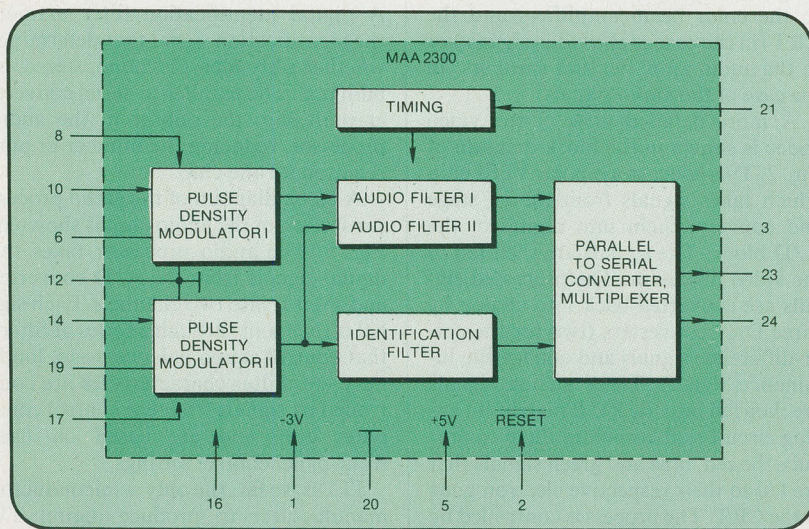 MAA 2300
TIMING
21
8
10
6
12
14
19
17
PULSE
DENSITY
MODULATOR I
PULSE
DENSITY
MODULATOR II
AUDIO FILTER I
AUDIO FILTER II
IDENTIFICATION
FILTER
PARALLEL
TO SERIAL
CONVERTER,
MULTIPLEXER
3
23
24
-3V
+5V
RESET
16
1
20
5
2